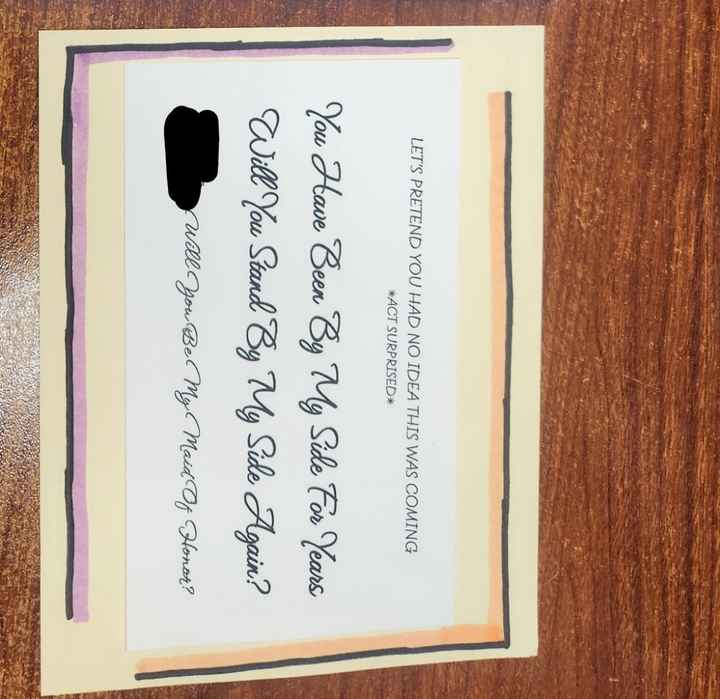 LET'S PRETEND YOU HAD NO IDEA THIS WAS COMING
*ACT SURPRISED*
You Have Been By My Side For Years
Will You Stand By My Side Again?
Will You Be My Maid Of Honor?